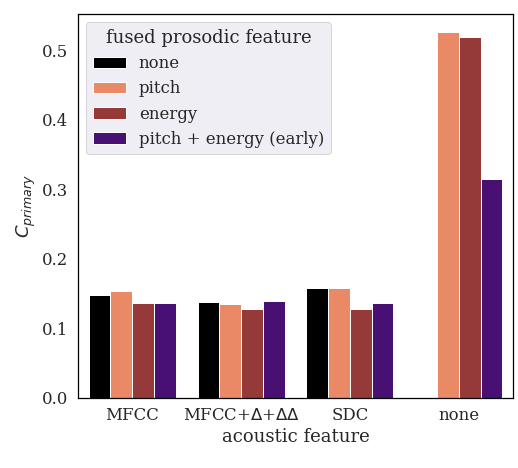 fused prosodic feature
none
pitch
energy
pitch + energy (early)
0.5
0.4
0.3
0.2
0.1
0.0
C_primary
MFCC MFCC+Δ+ΔΔ SDC none
acoustic feature